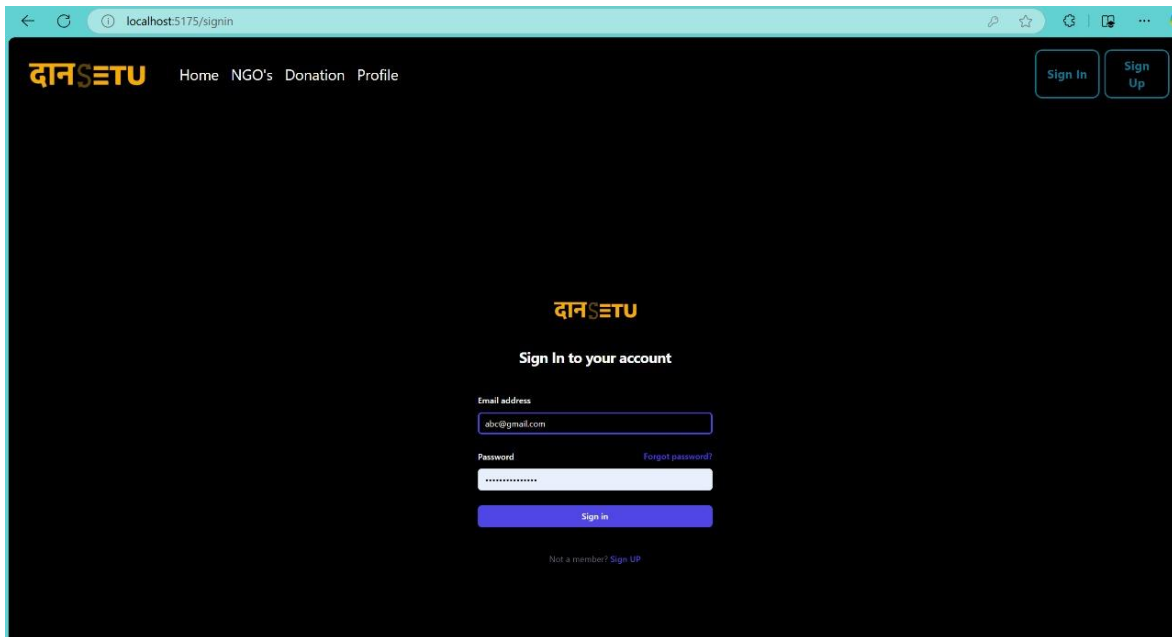 localhost:5175/signin
दानSETU Home NGO's Donation Profile Sign In Sign Up
दानSETU
Sign In to your account
Email address
abc@gmail.com
Password Forgot password?
•••••••••••••••
Sign in
Not a member? Sign UP